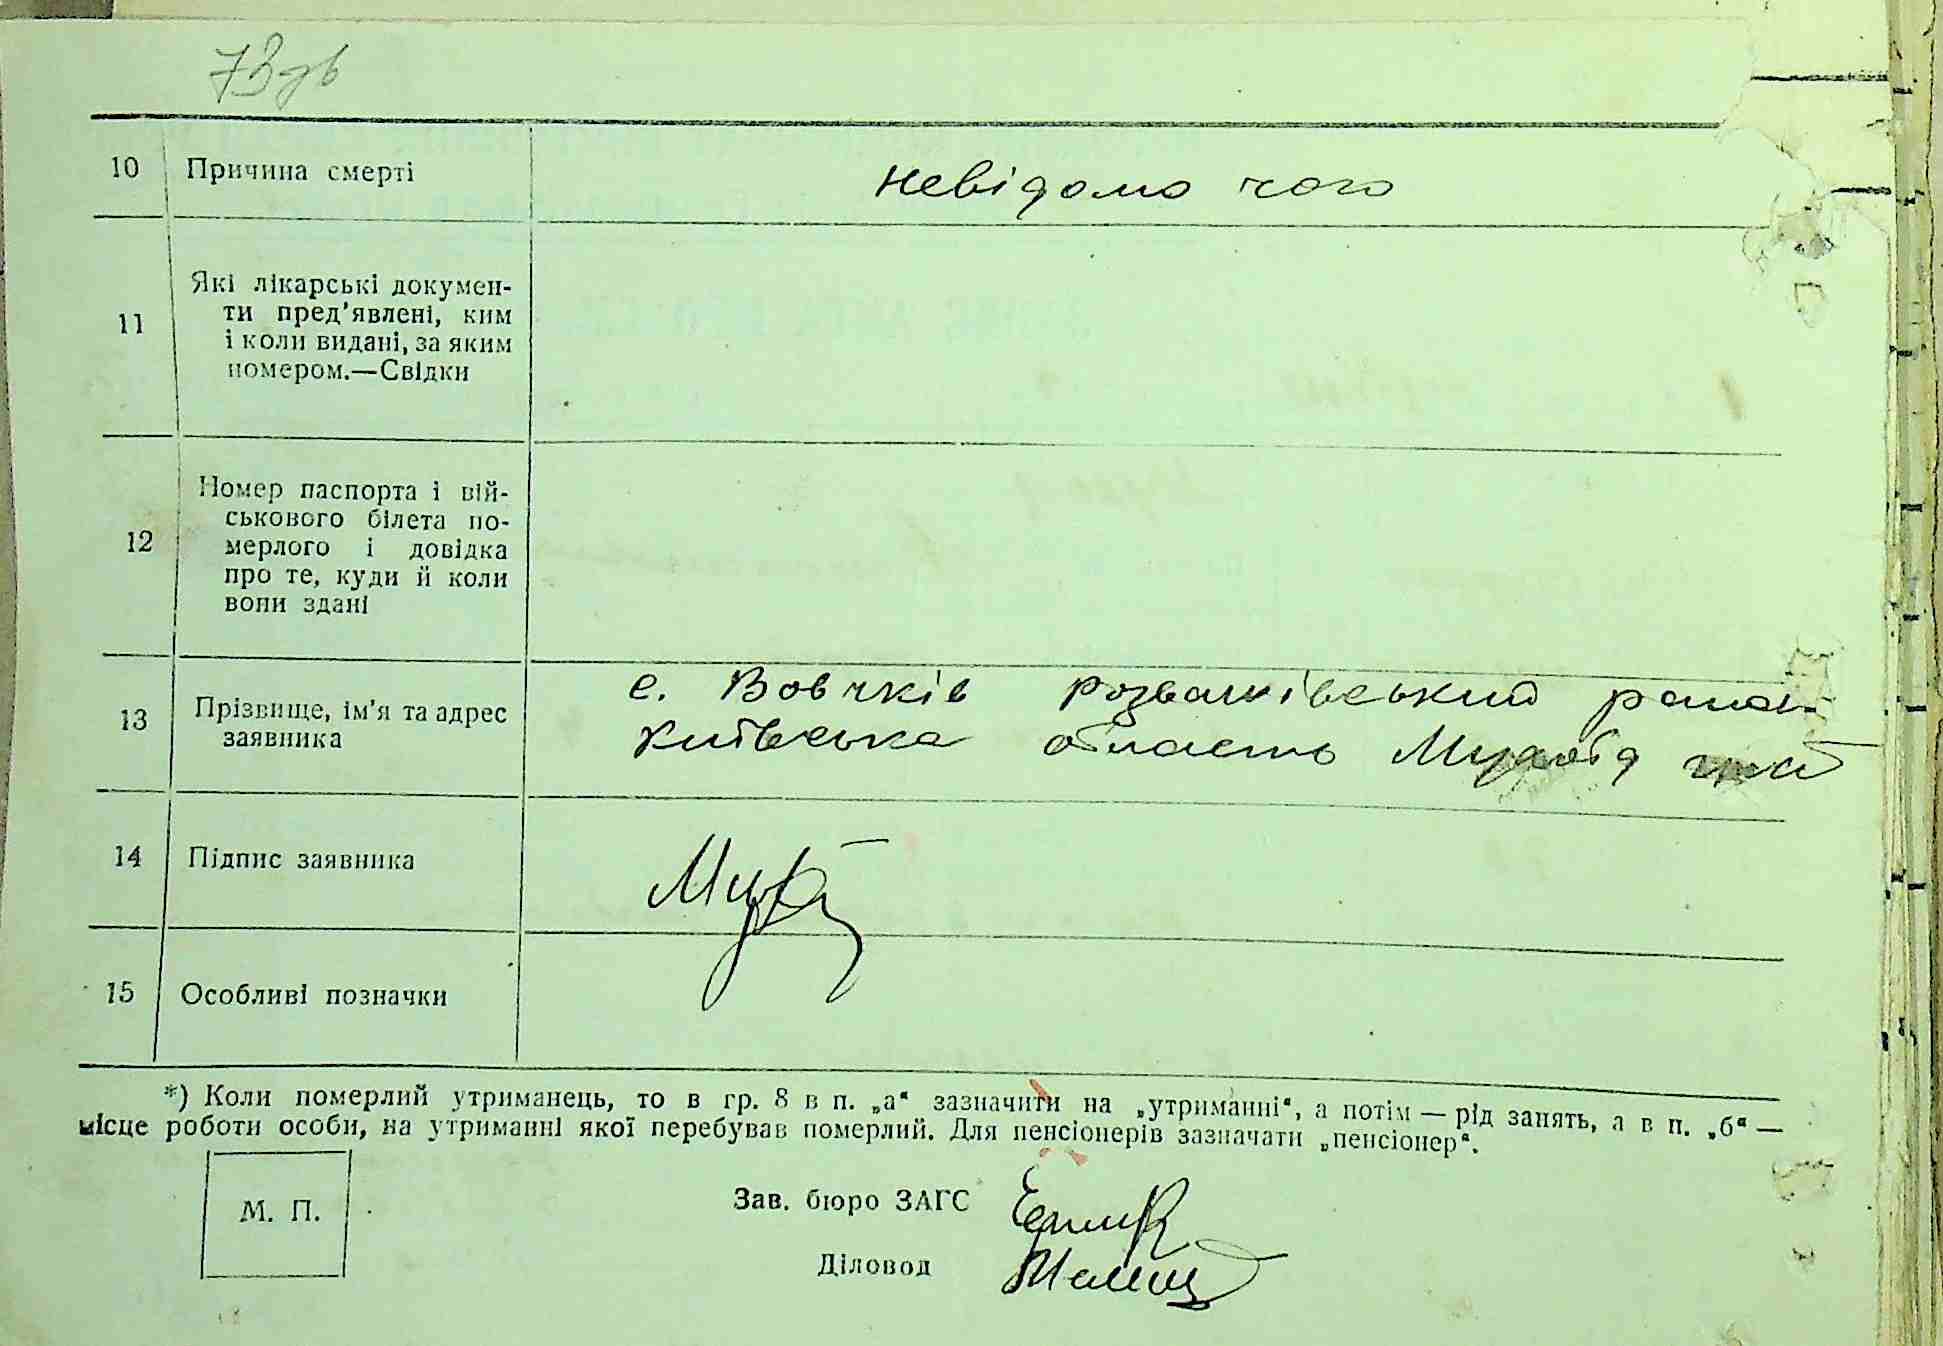 73 зв
10 Причина смерті невідомо чого
11 Які лікарські докумен-
ти пред'явлені, ким
і коли видані, за яким
номером.—Свідки
12 Номер паспорта і вій-
ськового білета по-
мерлого і довідка
про те, куди й коли
вони здані
13 Прізвище, ім'я та адрес
заявника
с. Вовчків розважівський район
київська область
14 Підпис заявника
15 Особливі позначки
*) Коли померлий утриманець, то в гр. 8 в п. „а“ зазначити на „утриманні“, а потім — рід занять, а в п. „б“ —
місце роботи особи, на утриманні якої перебував померлий. Для пенсіонерів зазначати „пенсіонер“.
М. П.
Зав. бюро ЗАГС
Діловод